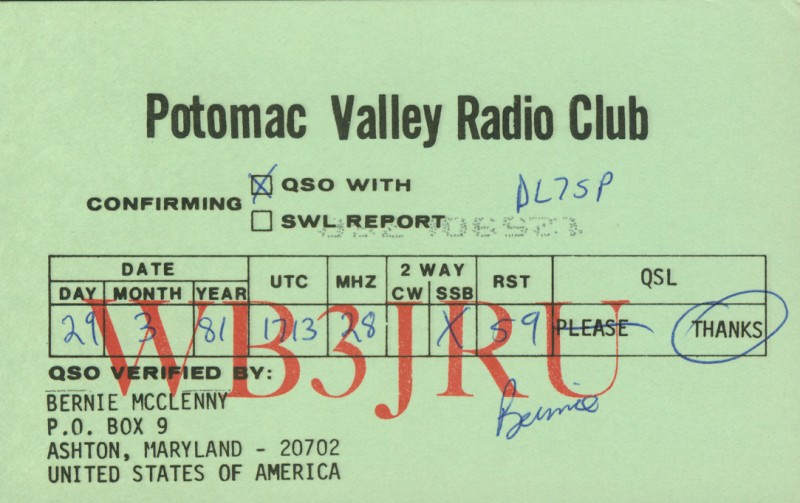 Potomac Valley Radio Club
CONFIRMING
X QSO WITH DL7SP
SWL REPORT
DATE UTC MHZ 2 WAY RST QSL
DAY MONTH YEAR CW SSB
29 3 81 1713 28 X 59 PLEASE THANKS
WB3JRU
QSO VERIFIED BY:
BERNIE MCCLENNY
P.O. BOX 9
ASHTON, MARYLAND - 20702
UNITED STATES OF AMERICA
Bernie